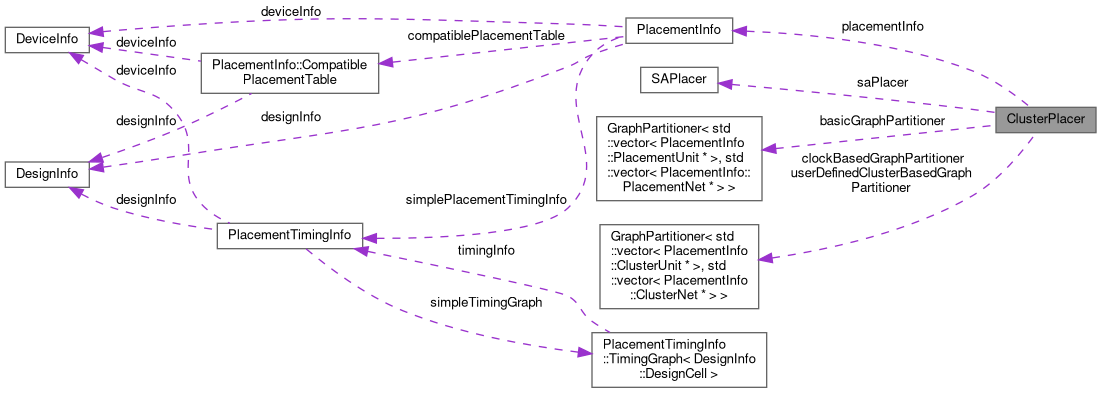 deviceInfo
DeviceInfo
deviceInfo
deviceInfo
PlacementInfo::Compatible
PlacementTable
compatiblePlacementTable
PlacementInfo
placementInfo
SAPlacer
saPlacer
ClusterPlacer
basicGraphPartitioner
GraphPartitioner< std
::vector< PlacementInfo
::PlacementUnit * >, std
::vector< PlacementInfo::
PlacementNet * > >
clockBasedGraphPartitioner
userDefinedClusterBasedGraph
Partitioner
designInfo
designInfo
DesignInfo
designInfo
simplePlacementTimingInfo
PlacementTimingInfo
timingInfo
GraphPartitioner< std
::vector< PlacementInfo
::ClusterUnit * >, std
::vector< PlacementInfo
::ClusterNet * > >
simpleTimingGraph
PlacementTimingInfo
::TimingGraph< DesignInfo
::DesignCell >